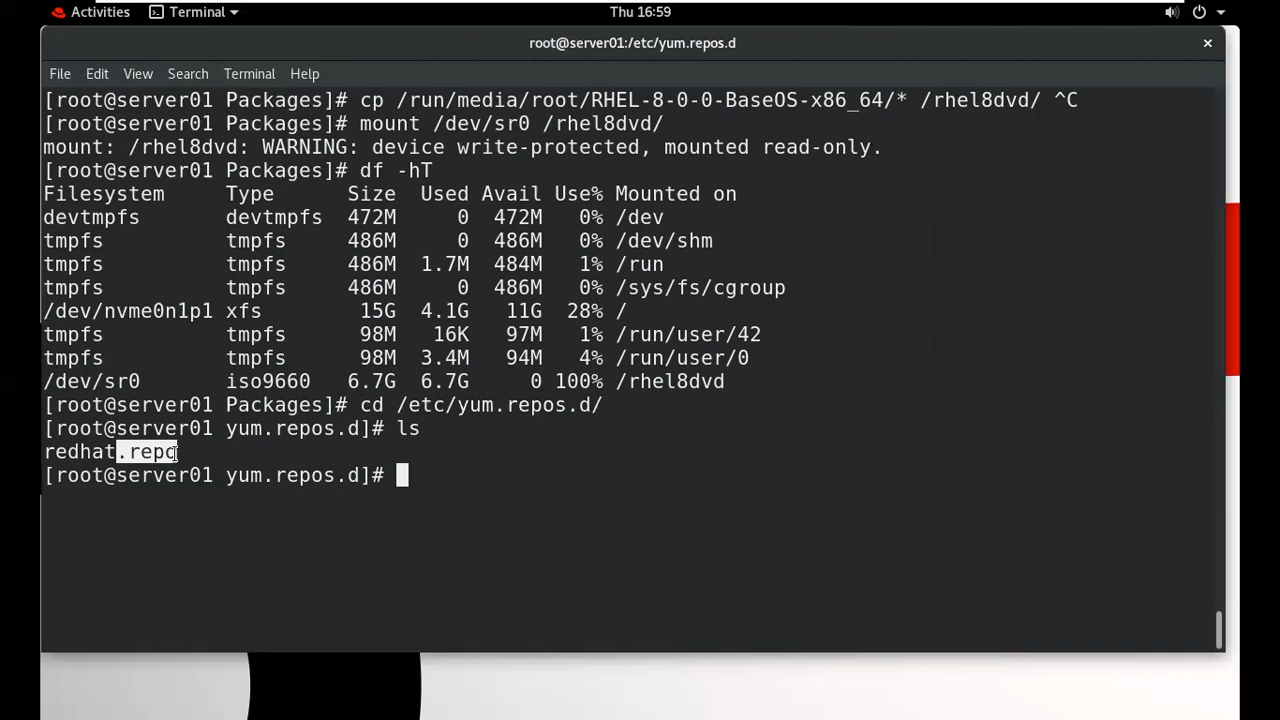 Activities Terminal Thu 16:59
root@server01:/etc/yum.repos.d
File Edit View Search Terminal Help
[root@server01 Packages]# cp /run/media/root/RHEL-8-0-0-BaseOS-x86_64/* /rhel8dvd/ ^C
[root@server01 Packages]# mount /dev/sr0 /rhel8dvd/
mount: /rhel8dvd: WARNING: device write-protected, mounted read-only.
[root@server01 Packages]# df -hT
Filesystem Type Size Used Avail Use% Mounted on
devtmpfs devtmpfs 472M 0 472M 0% /dev
tmpfs tmpfs 486M 0 486M 0% /dev/shm
tmpfs tmpfs 486M 1.7M 484M 1% /run
tmpfs tmpfs 486M 0 486M 0% /sys/fs/cgroup
/dev/nvme0n1p1 xfs 15G 4.1G 11G 28% /
tmpfs tmpfs 98M 16K 97M 1% /run/user/42
tmpfs tmpfs 98M 3.4M 94M 4% /run/user/0
/dev/sr0 iso9660 6.7G 6.7G 0 100% /rhel8dvd
[root@server01 Packages]# cd /etc/yum.repos.d/
[root@server01 yum.repos.d]# ls
redhat.repo
[root@server01 yum.repos.d]#